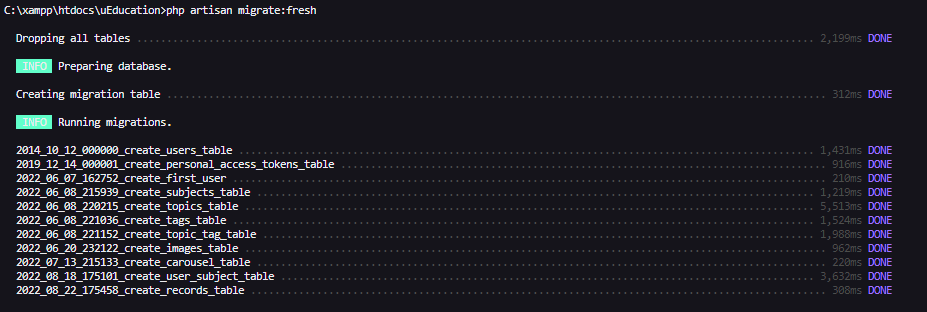 C:\xampp\htdocs\uEducation>php artisan migrate:fresh
Dropping all tables ........................................................................................................................ 2,199ms DONE
INFO Preparing database.
Creating migration table ................................................................................................................... 312ms DONE
INFO Running migrations.
2014_10_12_000000_create_users_table ....................................................................................................... 1,431ms DONE
2019_12_14_000001_create_personal_access_tokens_table ...................................................................................... 916ms DONE
2022_06_07_162752_create_first_user ........................................................................................................ 210ms DONE
2022_06_08_215939_create_subjects_table .................................................................................................... 1,219ms DONE
2022_06_08_220215_create_topics_table ...................................................................................................... 5,513ms DONE
2022_06_08_221036_create_tags_table ........................................................................................................ 1,524ms DONE
2022_06_08_221152_create_topic_tag_table ................................................................................................... 1,988ms DONE
2022_06_20_232122_create_images_table ...................................................................................................... 962ms DONE
2022_07_13_215133_create_carousel_table .................................................................................................... 220ms DONE
2022_08_18_175101_create_user_subject_table ................................................................................................ 3,632ms DONE
2022_08_22_175458_create_records_table ..................................................................................................... 308ms DONE